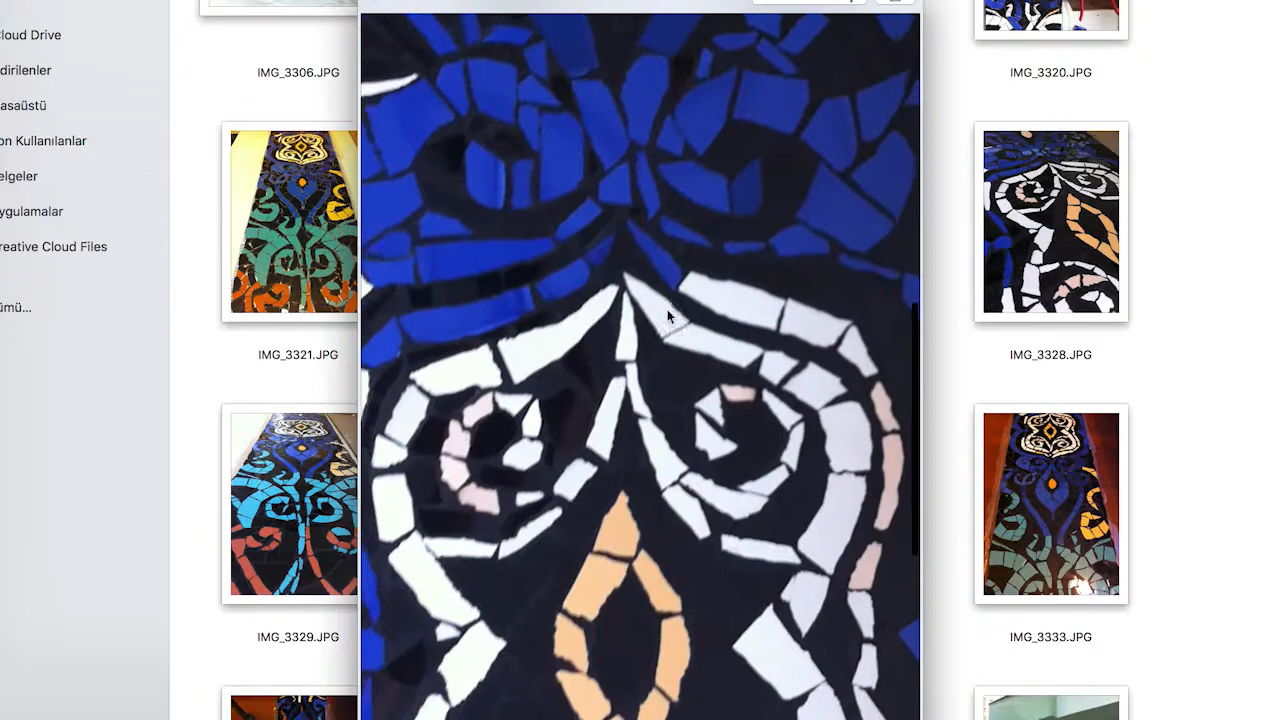 Cloud Drive
dirilenler
asaüstü
on Kullanılanlar
elgeler
ygulamalar
reative Cloud Files
ümü...
IMG_3306.JPG
IMG_3320.JPG
IMG_3321.JPG
IMG_3328.JPG
IMG_3329.JPG
IMG_3333.JPG